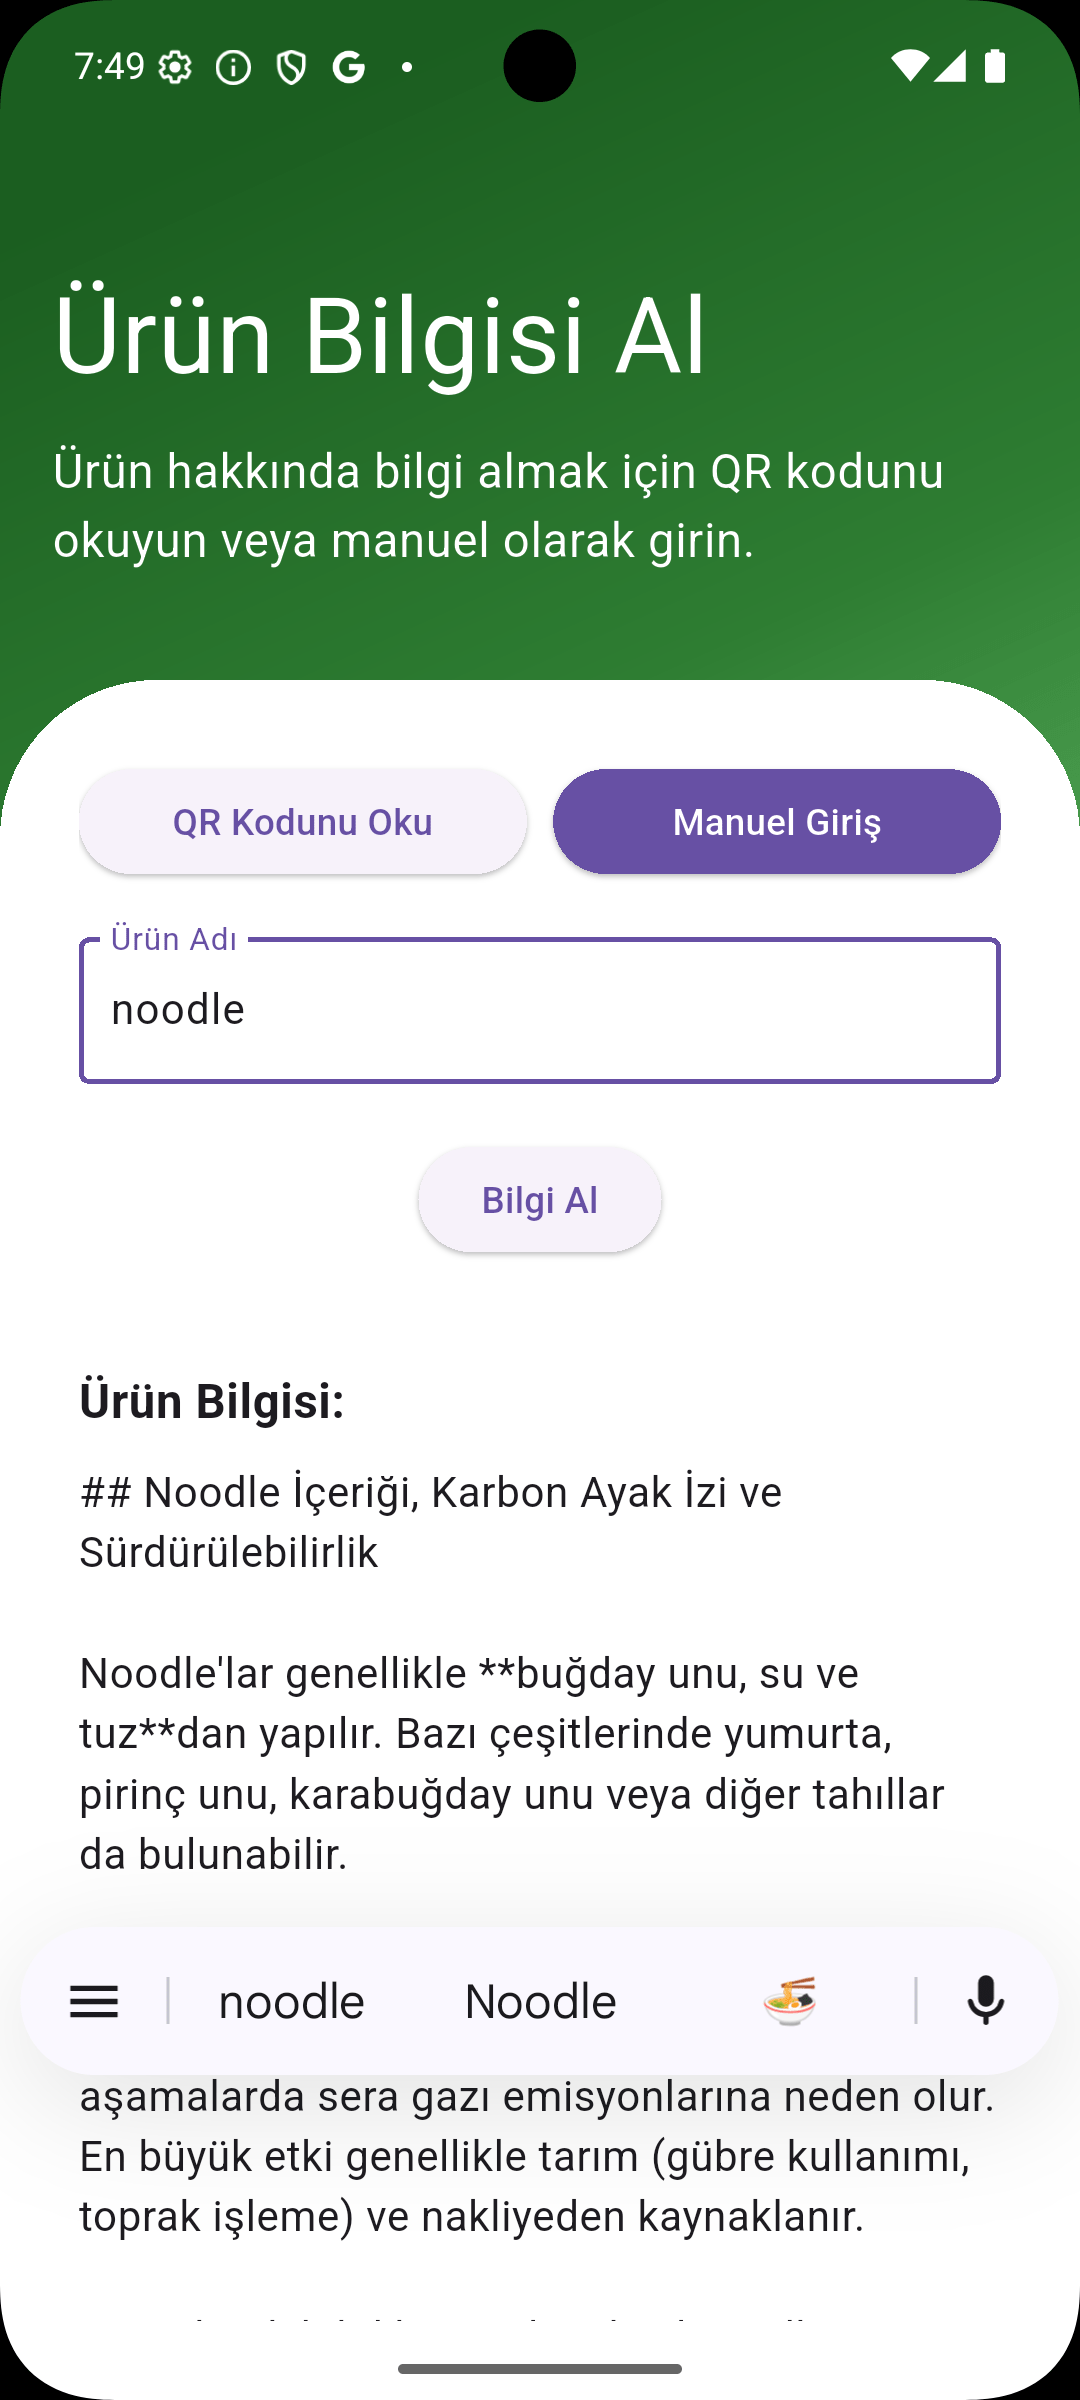 7:49
Ürün Bilgisi Al
Ürün hakkında bilgi almak için QR kodunu
okuyun veya manuel olarak girin.
QR Kodunu Oku
Manuel Giriş
Ürün Adı
noodle
Bilgi Al
Ürün Bilgisi:
## Noodle İçeriği, Karbon Ayak İzi ve
Sürdürülebilirlik
Noodle'lar genellikle **buğday unu, su ve
tuz**dan yapılır. Bazı çeşitlerinde yumurta,
pirinç unu, karabuğday unu veya diğer tahıllar
da bulunabilir.
noodle Noodle
aşamalarda sera gazı emisyonlarına neden olur.
En büyük etki genellikle tarım (gübre kullanımı,
toprak işleme) ve nakliyeden kaynaklanır.